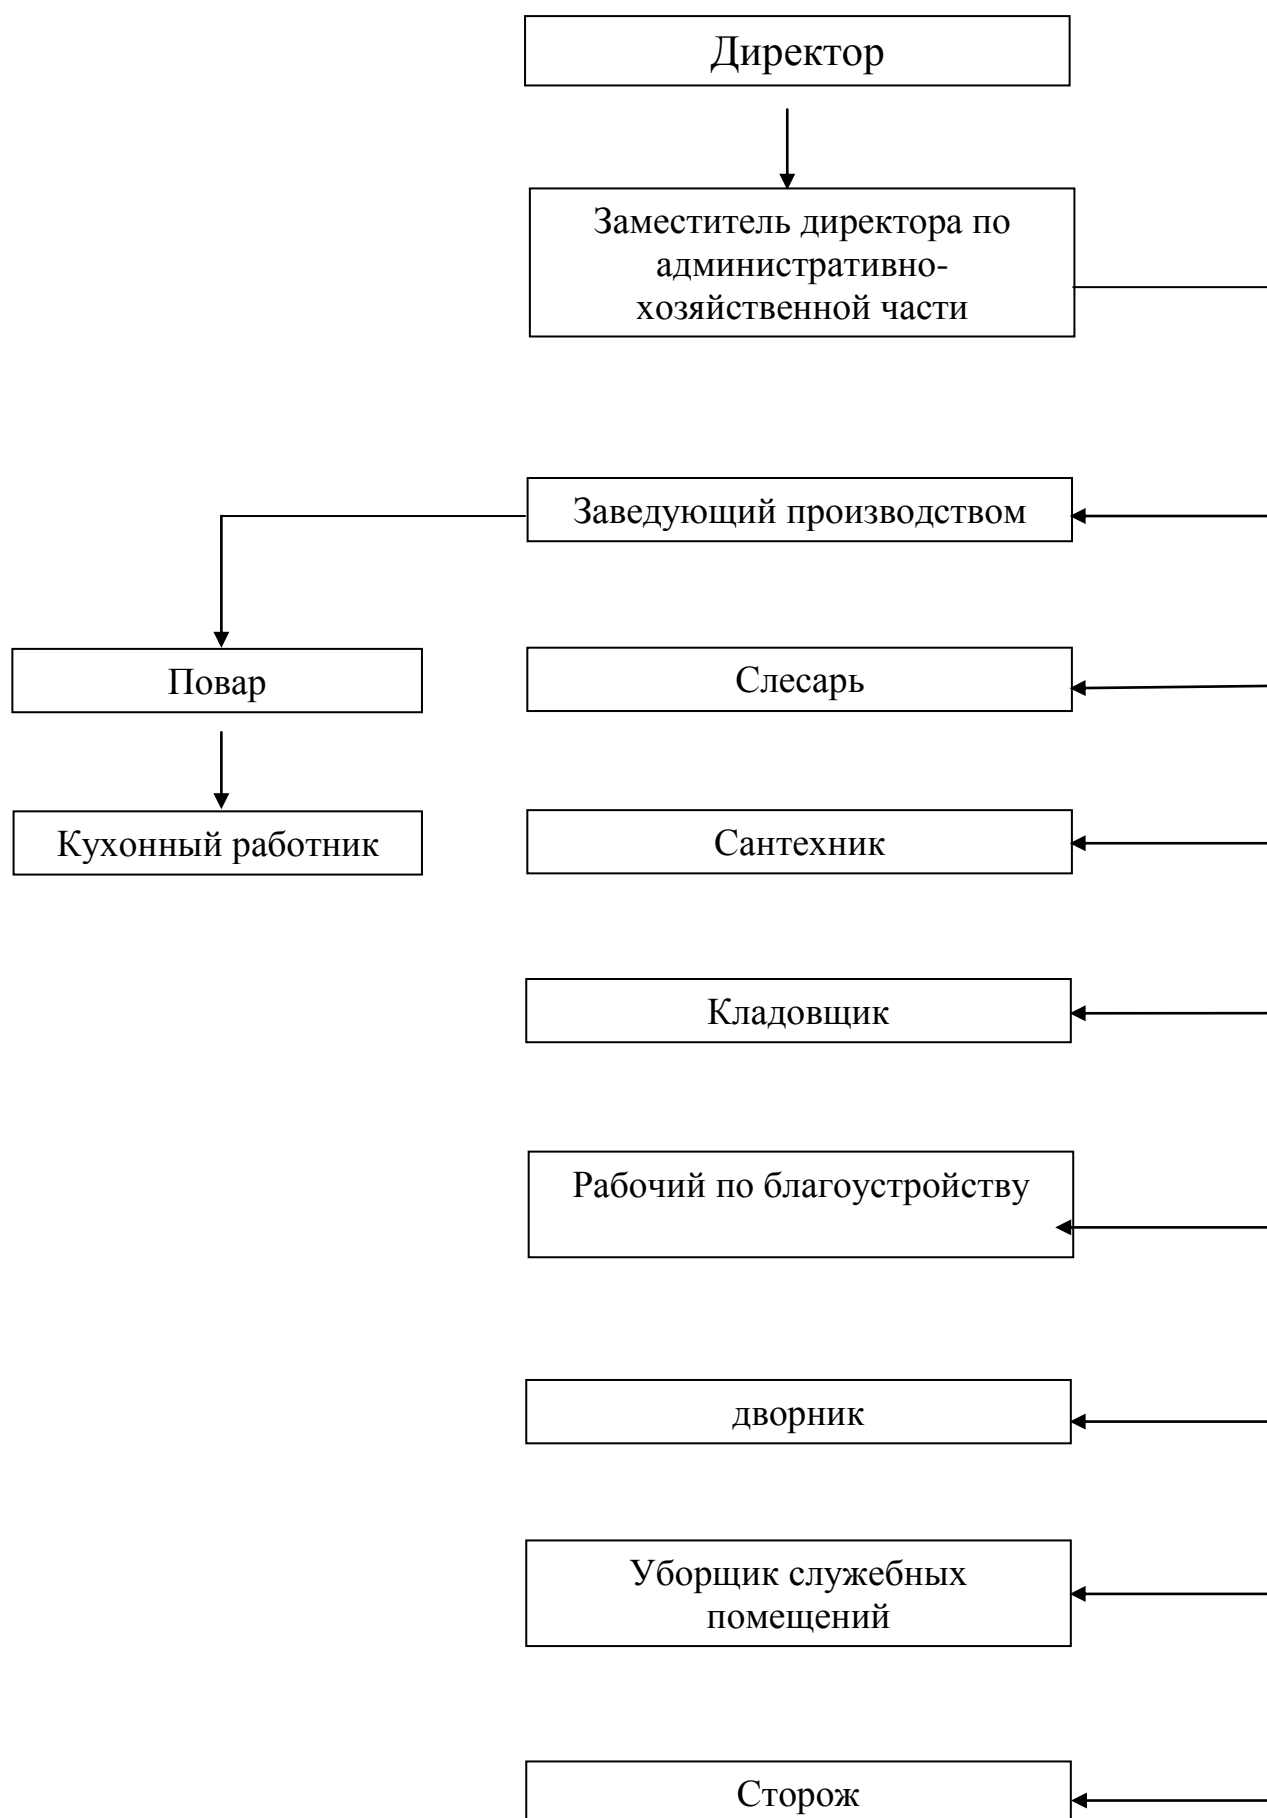 Директор
Заместитель директора по
административно-
хозяйственной части
Заведующий производством
Повар
Слесарь
Кухонный работник
Сантехник
Кладовщик
Рабочий по благоустройству
дворник
Уборщик служебных
помещений
Сторож